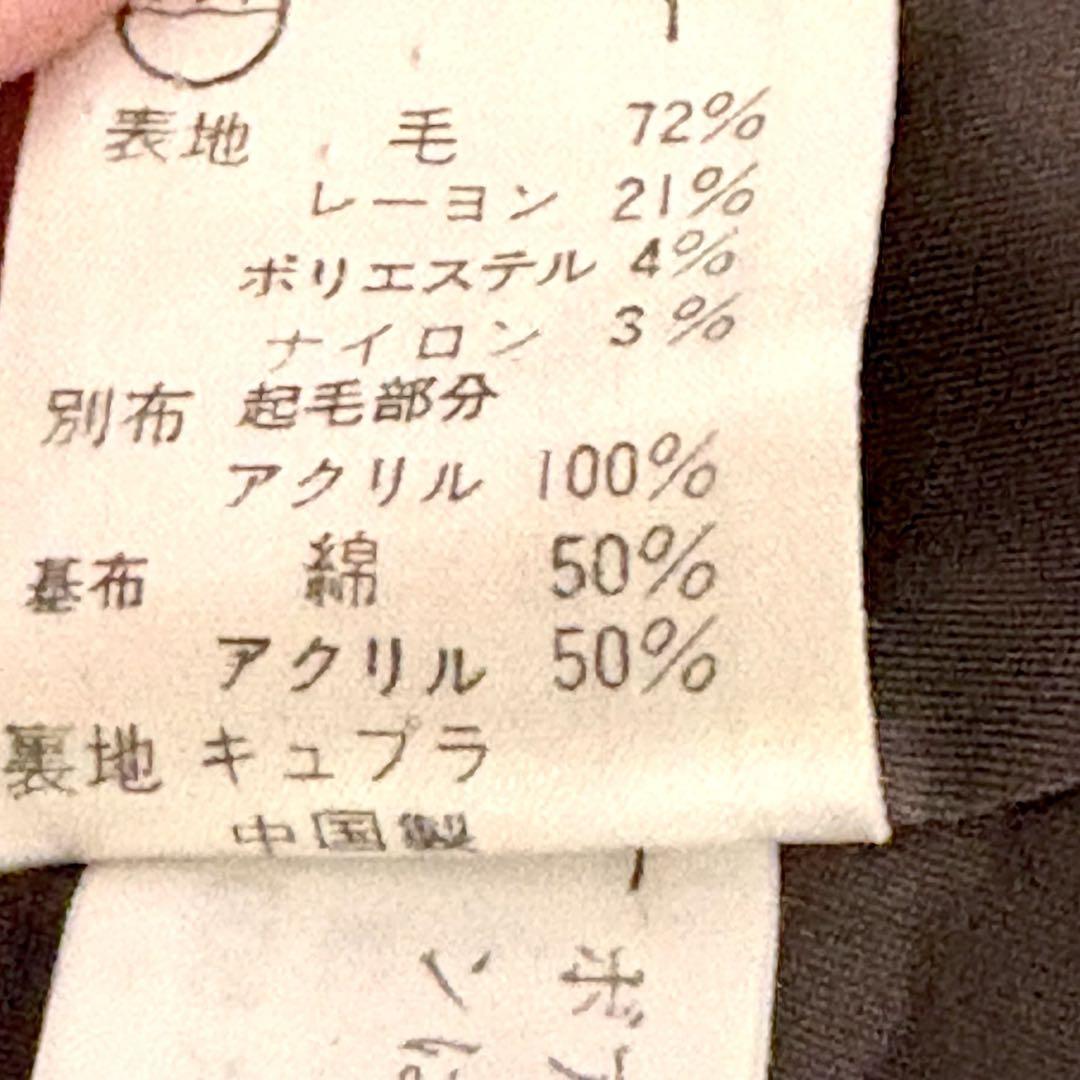 表地 毛 72%
レーヨン 21%
ポリエステル 4%
ナイロン 3%
別布 起毛部分
アクリル 100%
基布 綿 50%
アクリル 50%
裏地 キュプラ
中国製